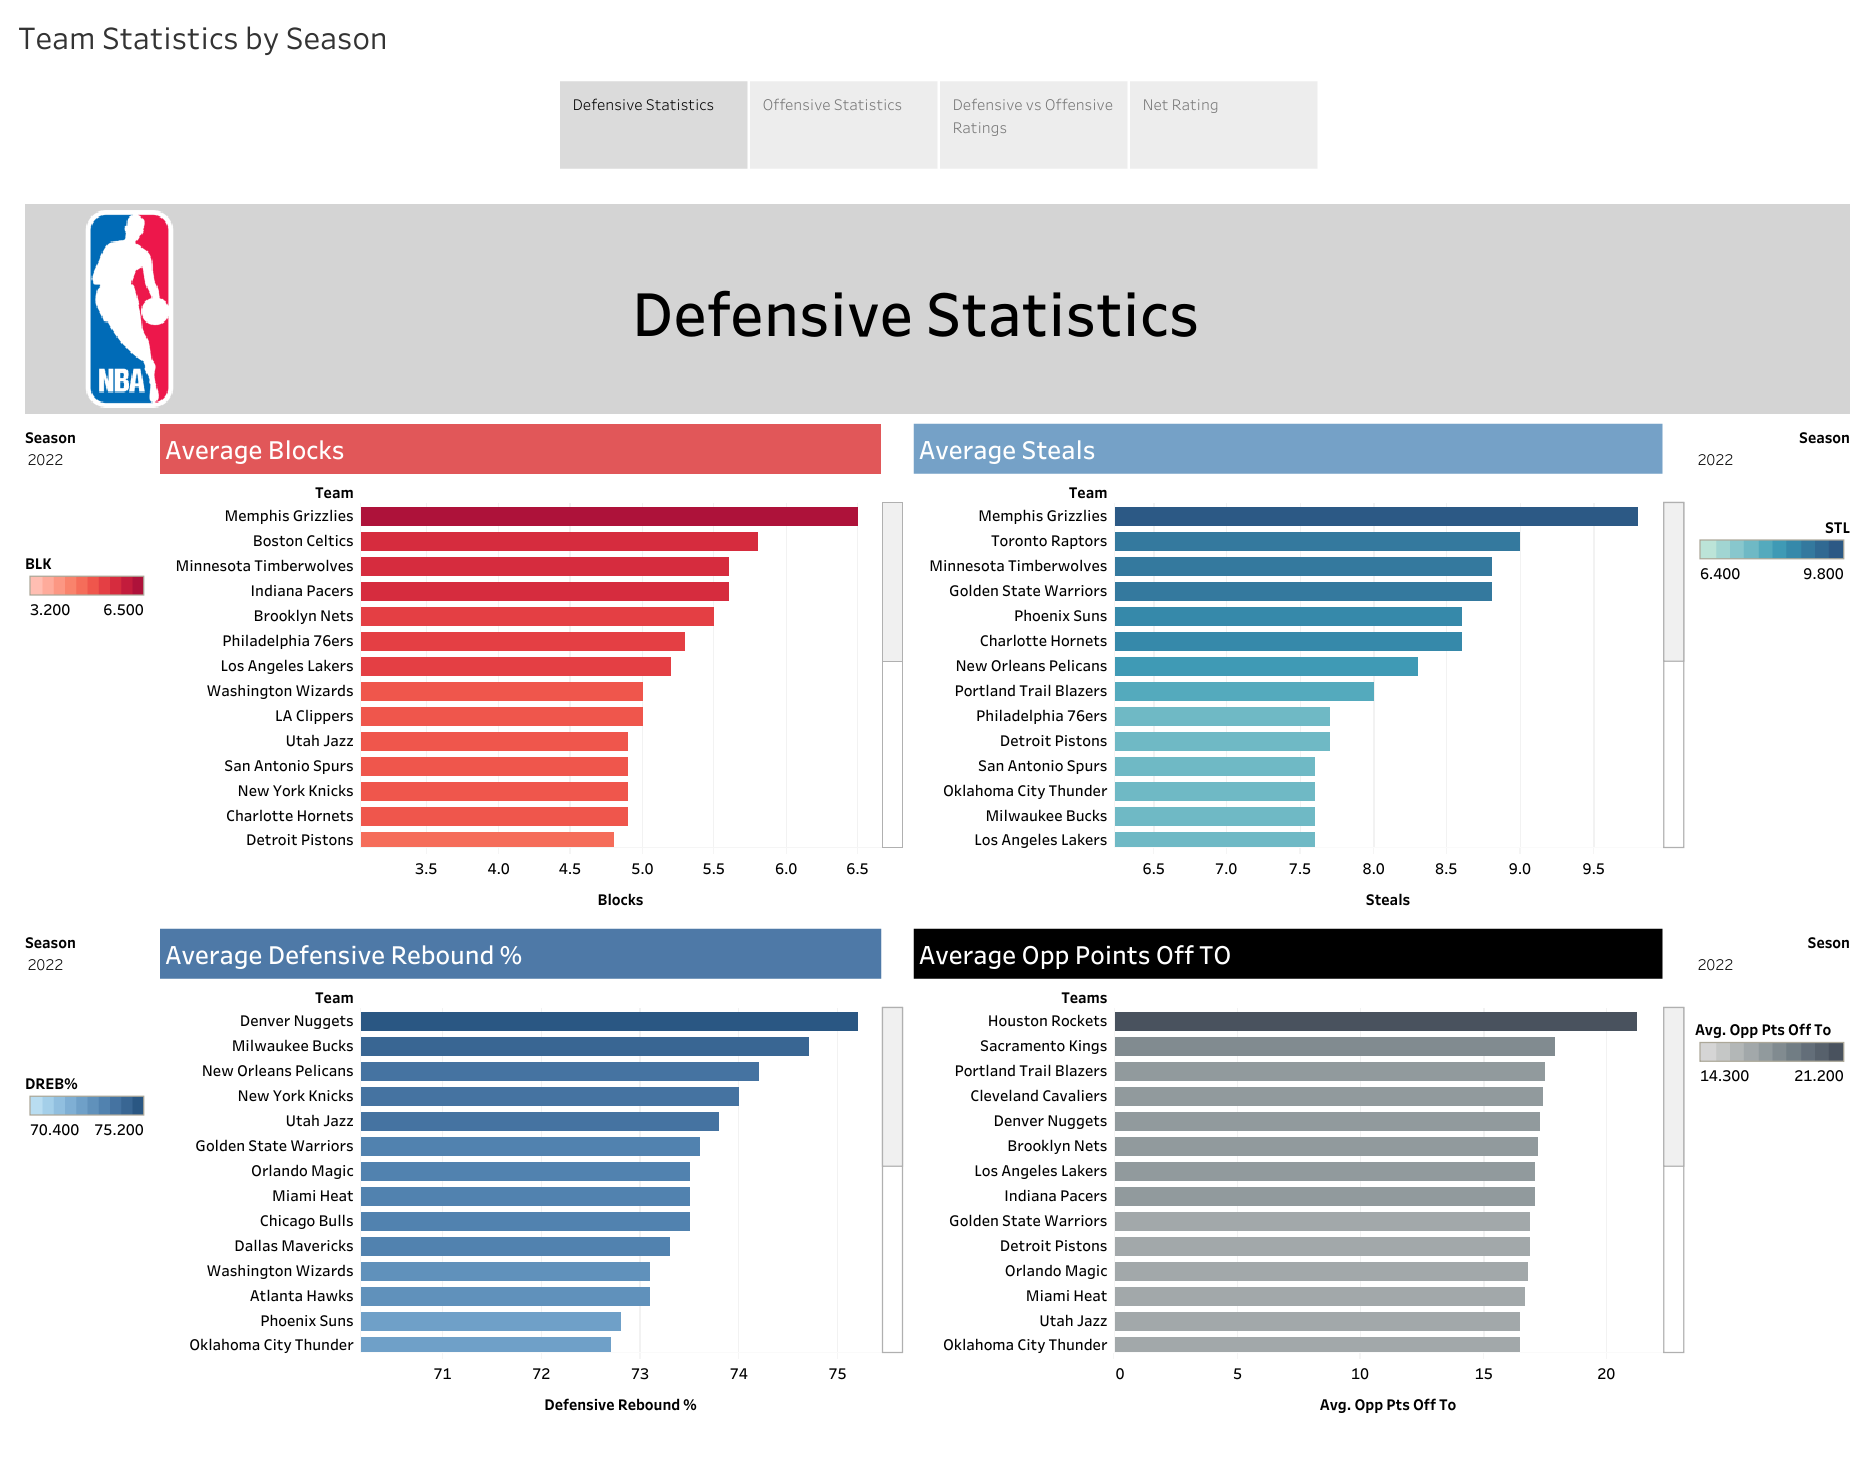 Team Statistics by Season
Defensive Statistics
Offensive Statistics
Defensive vs Offensive
Ratings
Net Rating
NBA
Defensive Statistics
Season
2022
BLK
3.200 6.500
Average Blocks
Team
Memphis Grizzlies
Boston Celtics
Minnesota Timberwolves
Indiana Pacers
Brooklyn Nets
Philadelphia 76ers
Los Angeles Lakers
Washington Wizards
LA Clippers
Utah Jazz
San Antonio Spurs
New York Knicks
Charlotte Hornets
Detroit Pistons
3.5 4.0 4.5 5.0 5.5 6.0 6.5
Blocks
Average Steals
Team
Memphis Grizzlies
Toronto Raptors
Minnesota Timberwolves
Golden State Warriors
Phoenix Suns
Charlotte Hornets
New Orleans Pelicans
Portland Trail Blazers
Philadelphia 76ers
Detroit Pistons
San Antonio Spurs
Oklahoma City Thunder
Milwaukee Bucks
Los Angeles Lakers
6.5 7.0 7.5 8.0 8.5 9.0 9.5
Steals
Season
2022
STL
6.400 9.800
Season
2022
DREB%
70.400 75.200
Average Defensive Rebound %
Team
Denver Nuggets
Milwaukee Bucks
New Orleans Pelicans
New York Knicks
Utah Jazz
Golden State Warriors
Orlando Magic
Miami Heat
Chicago Bulls
Dallas Mavericks
Washington Wizards
Atlanta Hawks
Phoenix Suns
Oklahoma City Thunder
71 72 73 74 75
Defensive Rebound %
Average Opp Points Off TO
Teams
Houston Rockets
Sacramento Kings
Portland Trail Blazers
Cleveland Cavaliers
Denver Nuggets
Brooklyn Nets
Los Angeles Lakers
Indiana Pacers
Golden State Warriors
Detroit Pistons
Orlando Magic
Miami Heat
Utah Jazz
Oklahoma City Thunder
0 5 10 15 20
Avg. Opp Pts Off To
Seson
2022
Avg. Opp Pts Off To
14.300 21.200